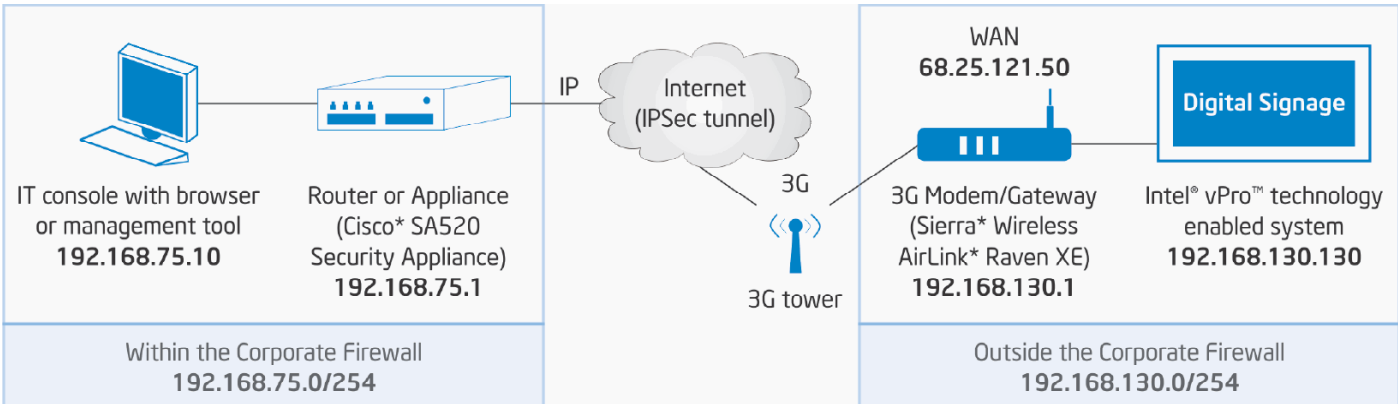 IT console with browser
or management tool
192.168.75.10
Router or Appliance
(Cisco* SA520
Security Appliance)
192.168.75.1
Within the Corporate Firewall
192.168.75.0/254
IP
Internet
(IPSec tunnel)
3G
3G tower
WAN
68.25.121.50
3G Modem/Gateway
(Sierra* Wireless
AirLink* Raven XE)
192.168.130.1
Digital Signage
Intel® vPro™ technology
enabled system
192.168.130.130
Outside the Corporate Firewall
192.168.130.0/254